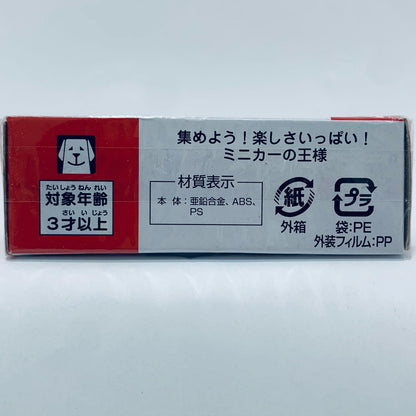 集めよう！楽しさいっぱい！
ミニカーの王様
たいしょうねんれい
対象年齢
さいいじょう
3才以上
材質表示
本体：亜鉛合金、ABS、
PS
紙
外箱
プラ
袋：PE
外装フィルム：PP